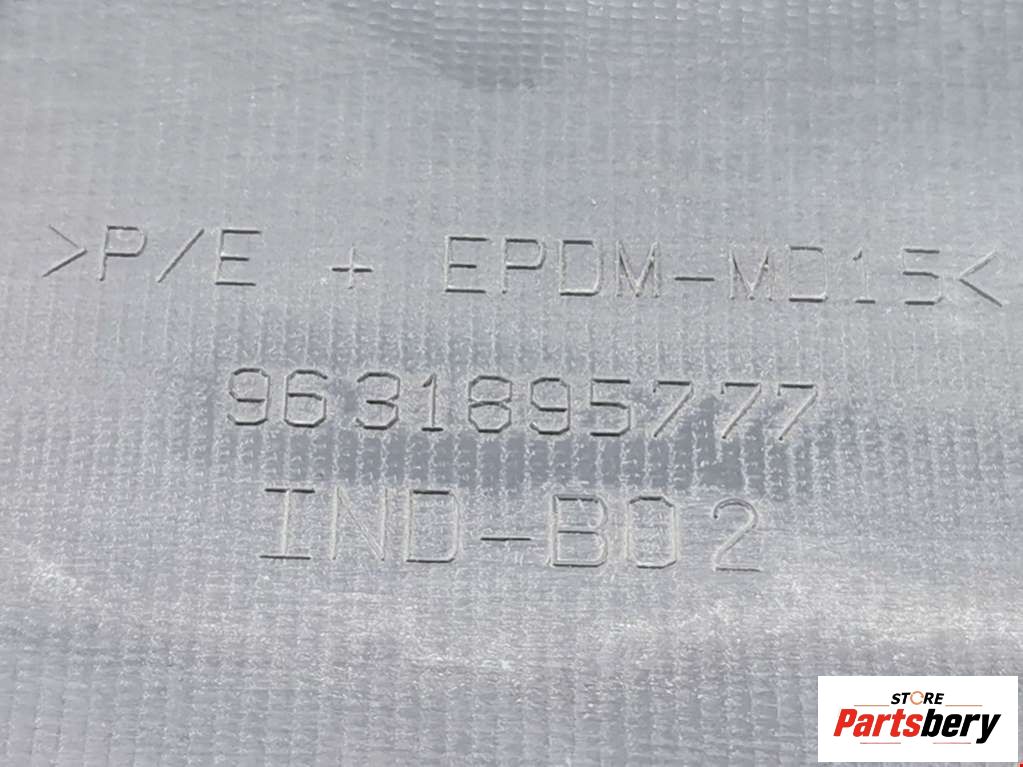 >P/E + EPDM-MD15<
9631895777
IND-B02
STORE
Partsbery